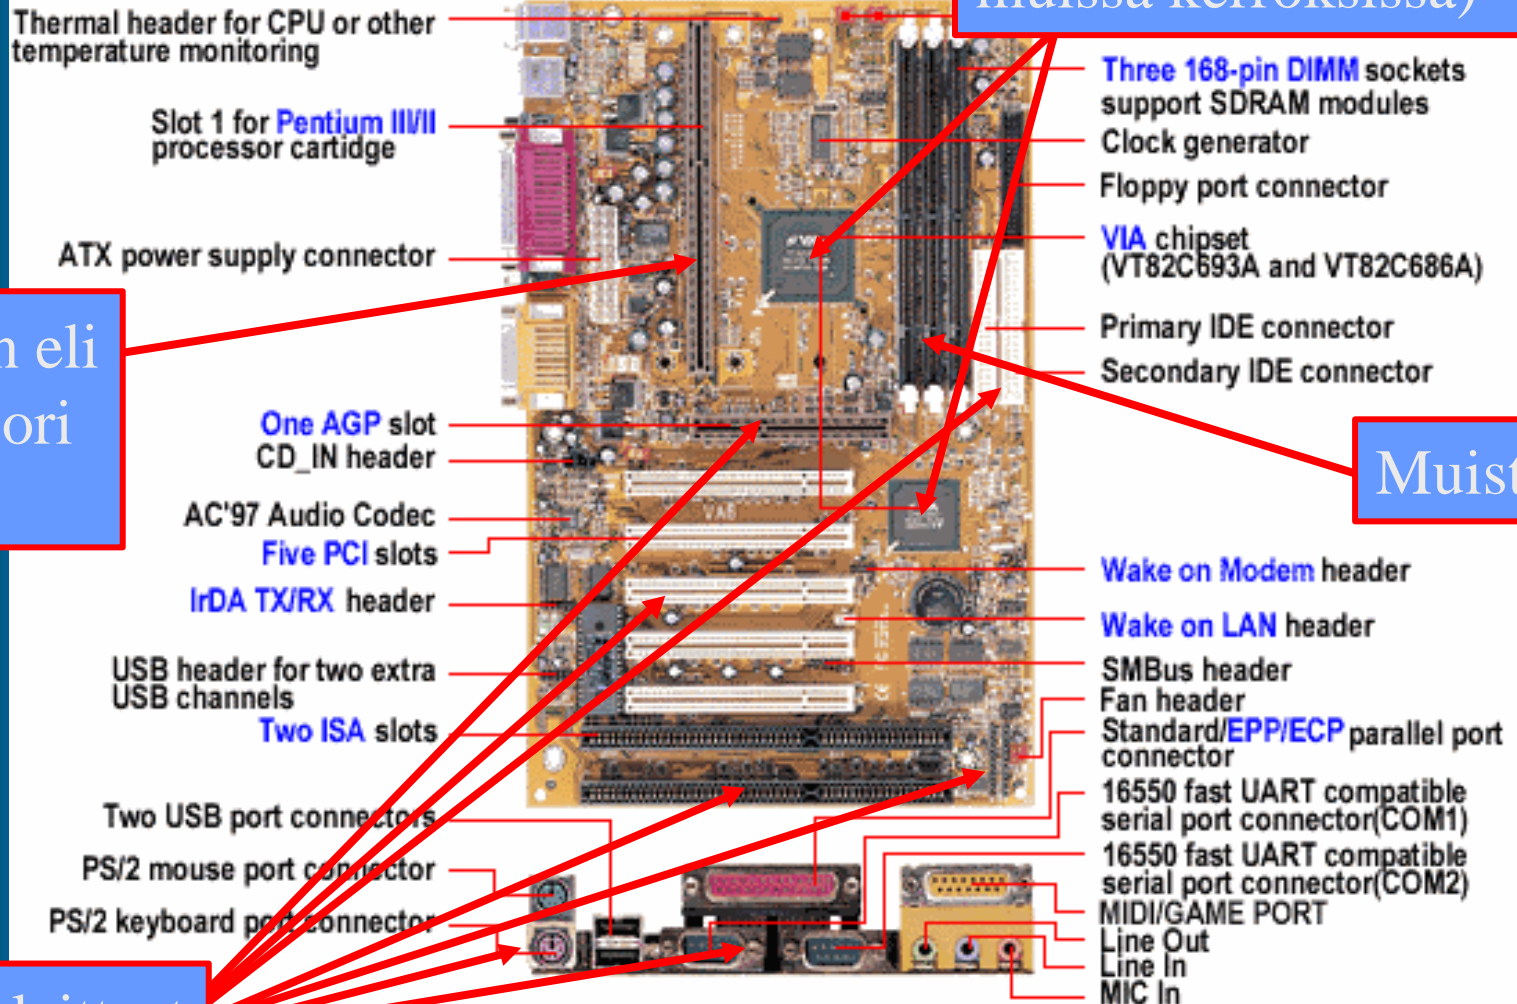 muissa kerroksissa)
Thermal header for CPU or other
temperature monitoring
Slot 1 for Pentium III/II
processor cartidge
ATX power supply connector
eli
One AGP slot
CD_IN header
AC'97 Audio Codec
Five PCI slots
IrDA TX/RX header
USB header for two extra
USB channels
Two ISA slots
Two USB port connectors
PS/2 mouse port connector
PS/2 keyboard port connector
Three 168-pin DIMM sockets
support SDRAM modules
Clock generator
Floppy port connector
VIA chipset
(VT82C693A and VT82C686A)
Primary IDE connector
Secondary IDE connector
Muist
Wake on Modem header
Wake on LAN header
SMBus header
Fan header
Standard/EPP/ECP parallel port
connector
16550 fast UART compatible
serial port connector(COM1)
16550 fast UART compatible
serial port connector(COM2)
MIDI/GAME PORT
Line Out
Line In
MIC In